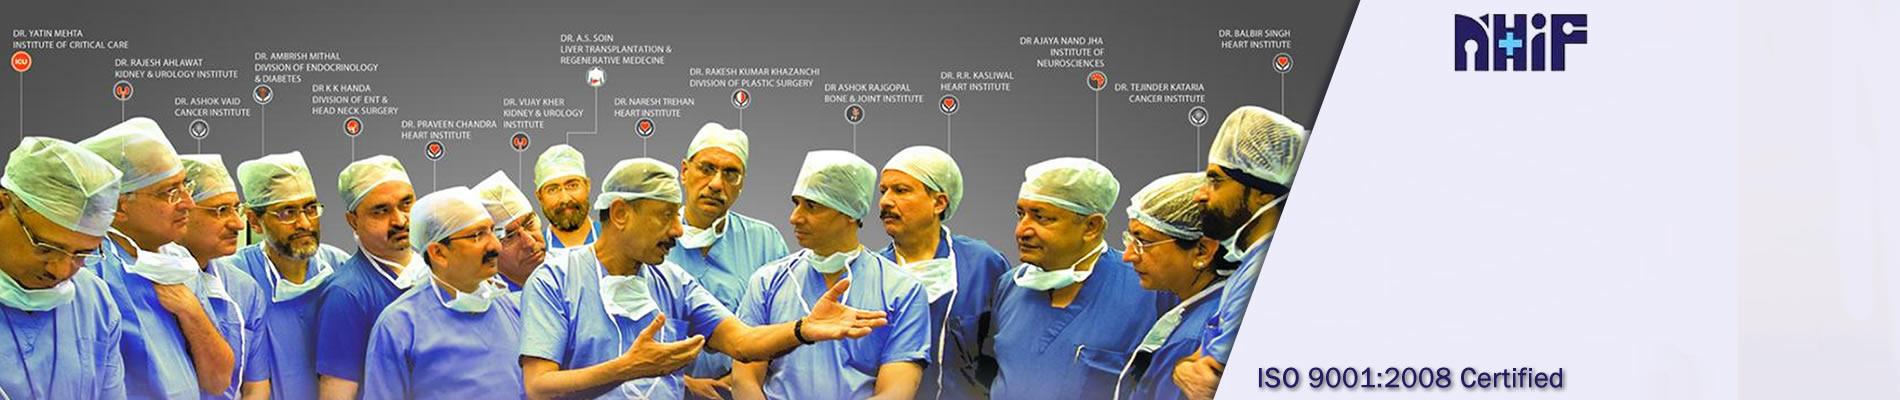 DR. YATIN MEHTA
INSTITUTE OF CRITICAL CARE
ICU
DR. RAJESH AHLAWAT
KIDNEY & UROLOGY INSTITUTE
DR. ASHOK VAID
CANCER INSTITUTE
DR. AMBRISH MITHAL
DIVISION OF ENDOCRINOLOGY
& DIABETES
DR K K HANDA
DIVISION OF ENT &
HEAD NECK SURGERY
DR. PRAVEEN CHANDRA
HEART INSTITUTE
DR. VIJAY KHER
KIDNEY & UROLOGY
INSTITUTE
DR. A.S. SOIN
LIVER TRANSPLANTATION &
REGENERATIVE MEDECINE
DR. NARESH TREHAN
HEART INSTITUTE
DR. RAKESH KUMAR KHAZANCHI
DIVISION OF PLASTIC SURGERY
DR ASHOK RAJGOPAL
BONE & JOINT INSTITUTE
DR. R.R. KASLIWAL
HEART INSTITUTE
DR AJAYA NAND JHA
INSTITUTE OF
NEUROSCIENCES
DR. TEJINDER KATARIA
CANCER INSTITUTE
DR. BALBIR SINGH
HEART INSTITUTE
NHIF
ISO 9001:2008 Certified